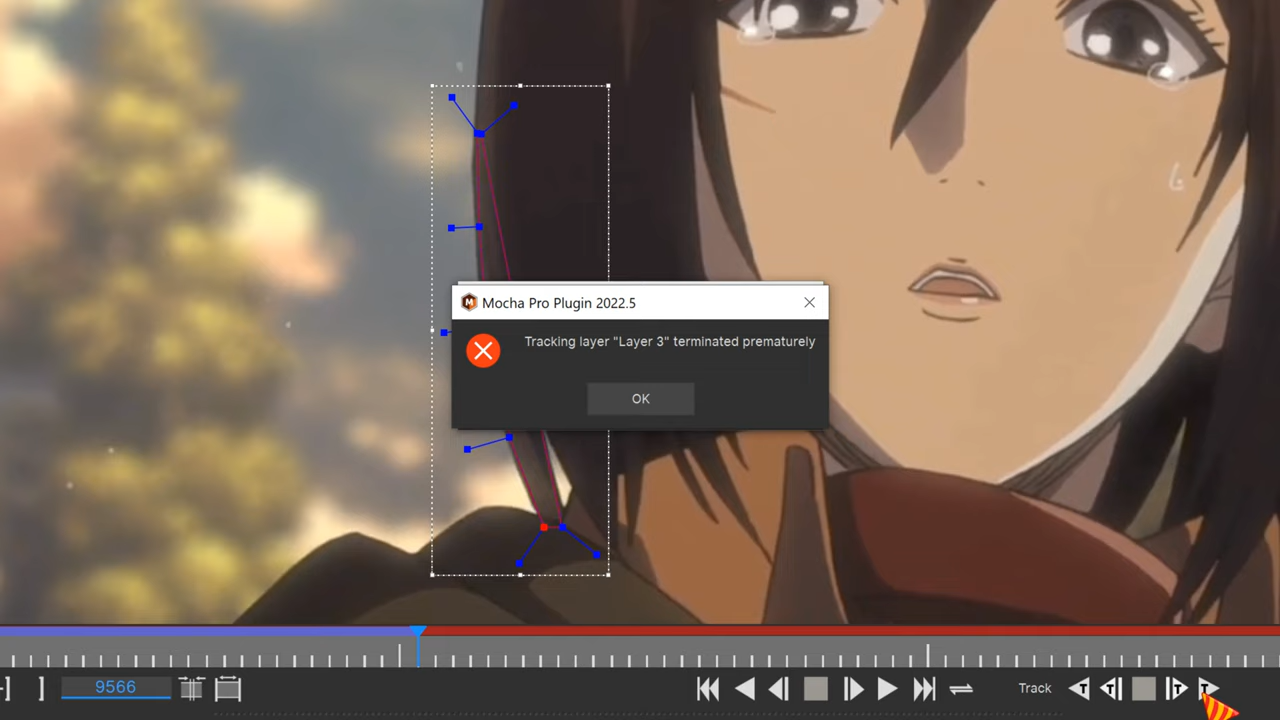 Mocha Pro Plugin 2022.5
Tracking layer "Layer 3" terminated prematurely
OK
9566
Track